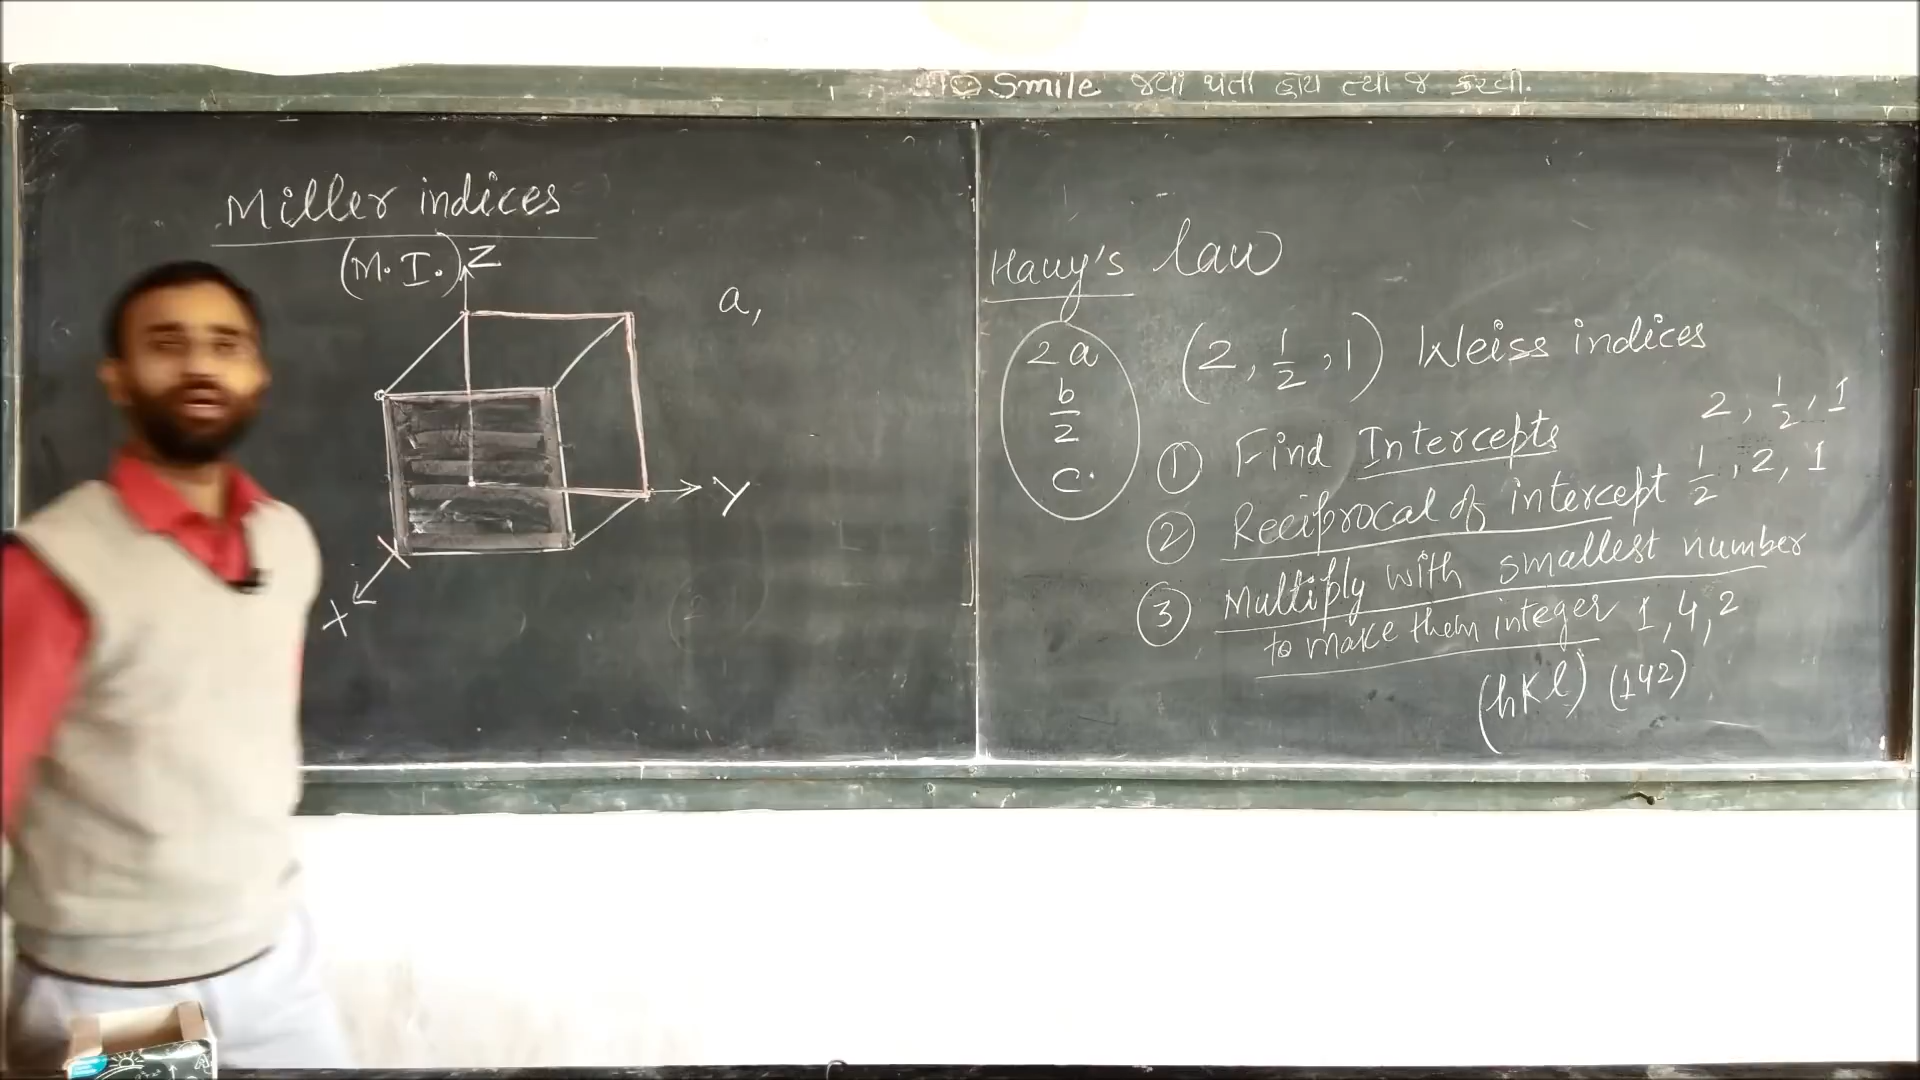 Smile જ્યાં થતી હોય ત્યાં જ કરવી.
Miller indices
(M.I.)
Z
a,
Y
X
Hauy's law
2a
b/2
c.
(2, 1/2, 1) Weiss indices
① Find Intercepts 2, 1/2, 1
② Reciprocal of intercept 1/2, 2, 1
③ Multiply with smallest number
to make them integer 1, 4, 2
(hkl) (142)